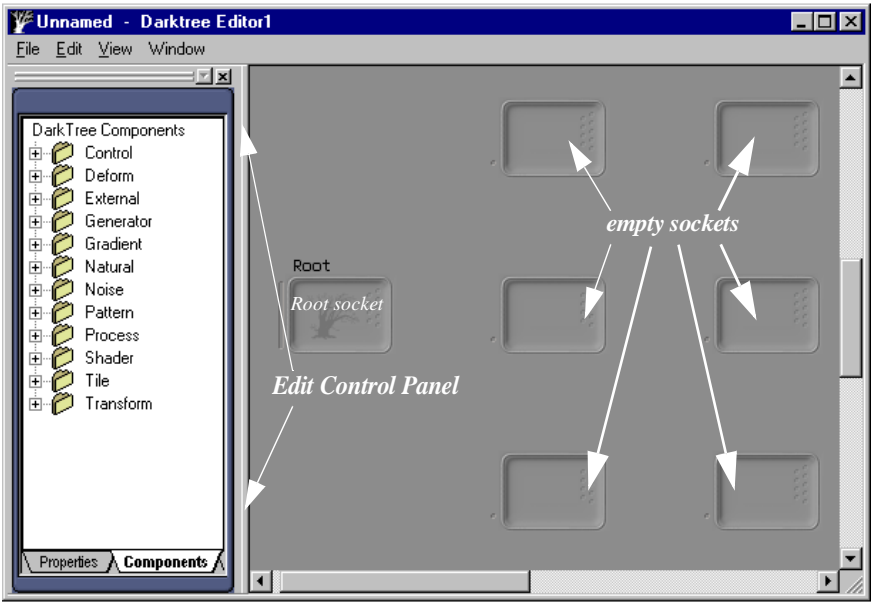 Unnamed - Darktree Editor1
File Edit View Window
DarkTree Components
Control
Deform
External
Generator
Gradient
Natural
Noise
Pattern
Process
Shader
Tile
Transform
Properties Components
empty sockets
Root
Root socket
Edit Control Panel